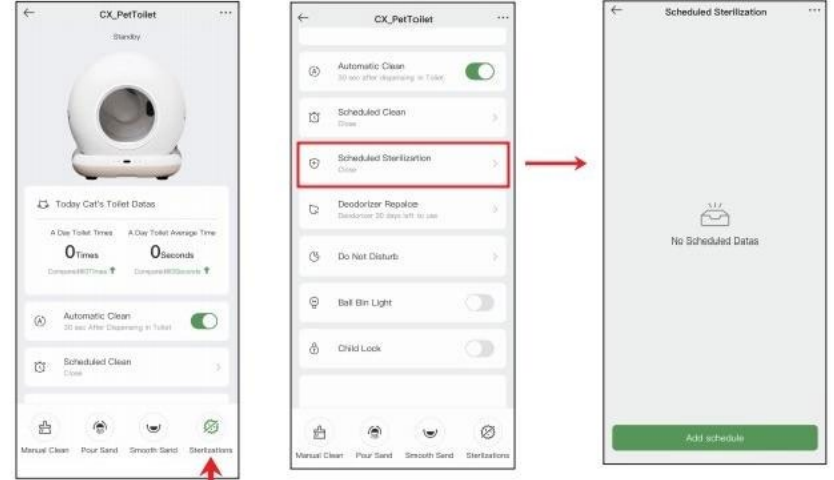 CX_PetToilet
Standby
Today Cat's Toilet Datas
A Day Toilet Times
A Day Toilet Average Time
0Times
0Seconds
Automatic Clean
30 sec After Dispensing in Toilet
Scheduled Clean
Close
Manual Clean
Pour Sand
Smooth Sand
Sterilizations
CX_PetToilet
Automatic Clean
30 sec after dispensing in Toilet
Scheduled Clean
Close
Scheduled Sterilization
Close
Deodorizer Repalce
Deodorizer 20 days left to use
Do Not Disturb
Ball Bin Light
Child Lock
Manual Clean
Pour Sand
Smooth Sand
Sterilizations
Scheduled Sterilization
No Scheduled Datas
Add schedule